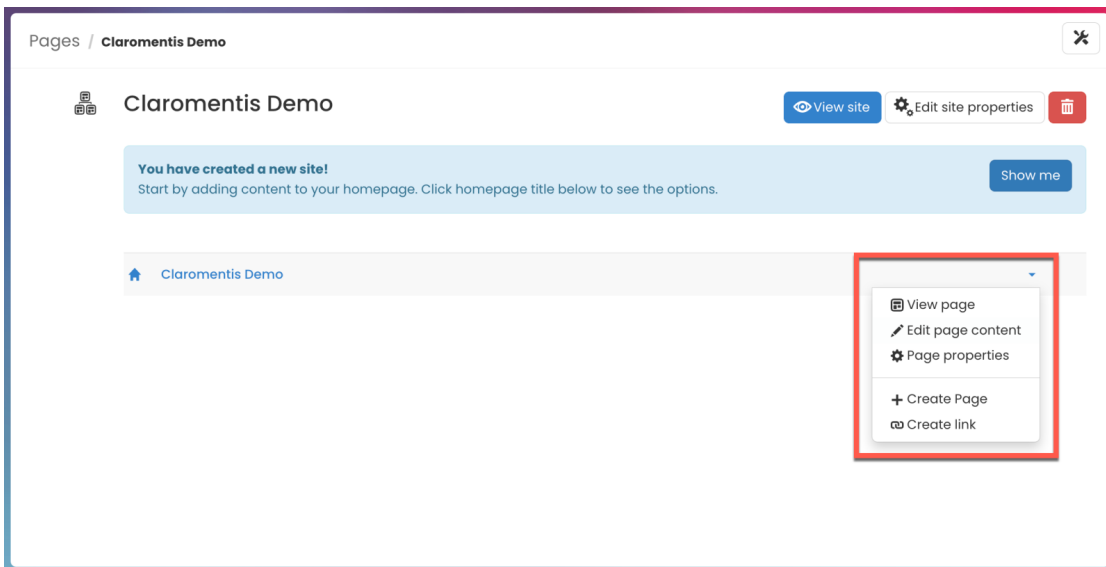 Pages / Claromentis Demo
Claromentis Demo
View site
Edit site properties
You have created a new site!
Start by adding content to your homepage. Click homepage title below to see the options.
Show me
Claromentis Demo
View page
Edit page content
Page properties
Create Page
Create link